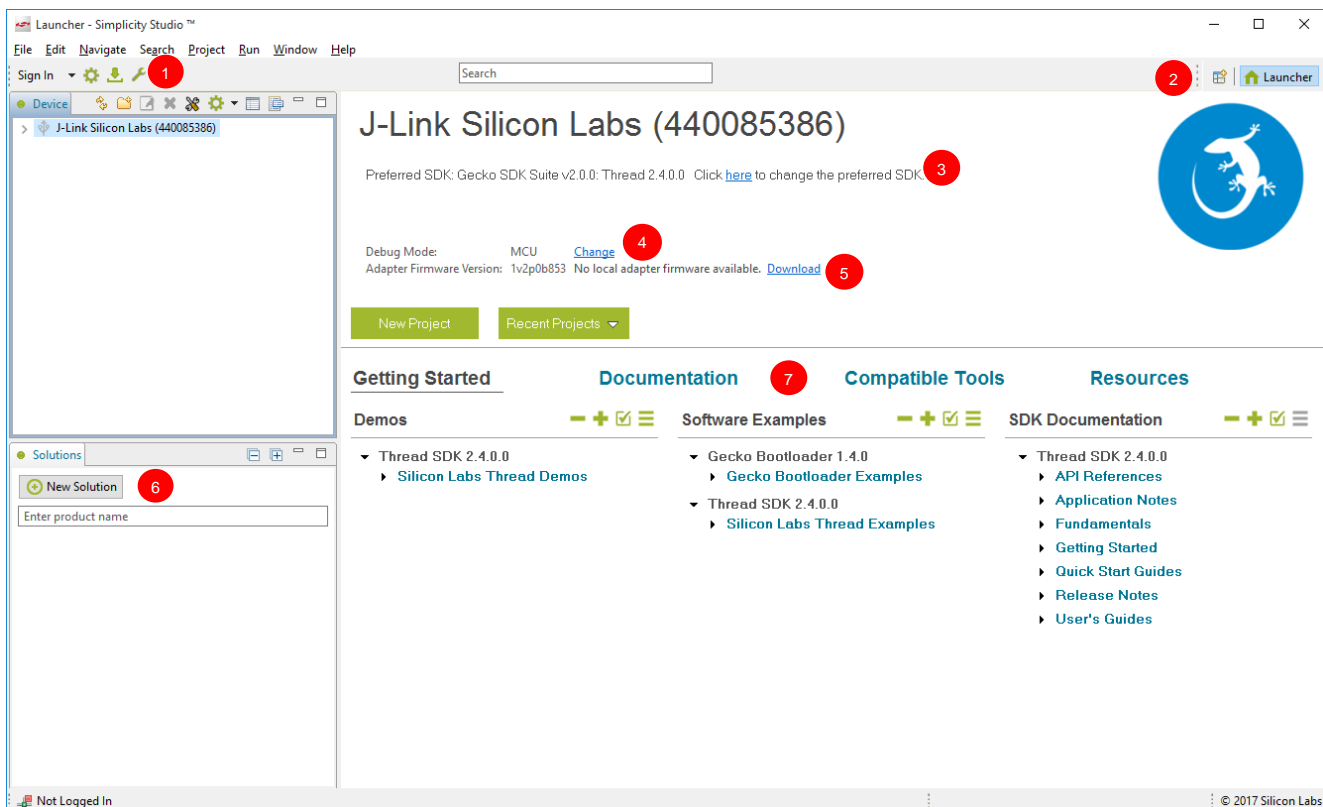 Launcher - Simplicity Studio ™
File Edit Navigate Search Project Run Window Help
Sign In 1 Search 2 Launcher
Device
J-Link Silicon Labs (440085386)
J-Link Silicon Labs (440085386)
Preferred SDK: Gecko SDK Suite v2.0.0: Thread 2.4.0.0 Click here to change the preferred SDK. 3
Debug Mode: MCU Change 4
Adapter Firmware Version: 1v2p0b853 No local adapter firmware available. Download 5
New Project Recent Projects
Getting Started Documentation 7 Compatible Tools Resources
Demos Software Examples SDK Documentation
Thread SDK 2.4.0.0 Gecko Bootloader 1.4.0 Thread SDK 2.4.0.0
Silicon Labs Thread Demos Gecko Bootloader Examples API References
Thread SDK 2.4.0.0 Application Notes
Silicon Labs Thread Examples Fundamentals
Getting Started
Quick Start Guides
Release Notes
User's Guides
Solutions
New Solution 6
Enter product name
Not Logged In © 2017 Silicon Labs